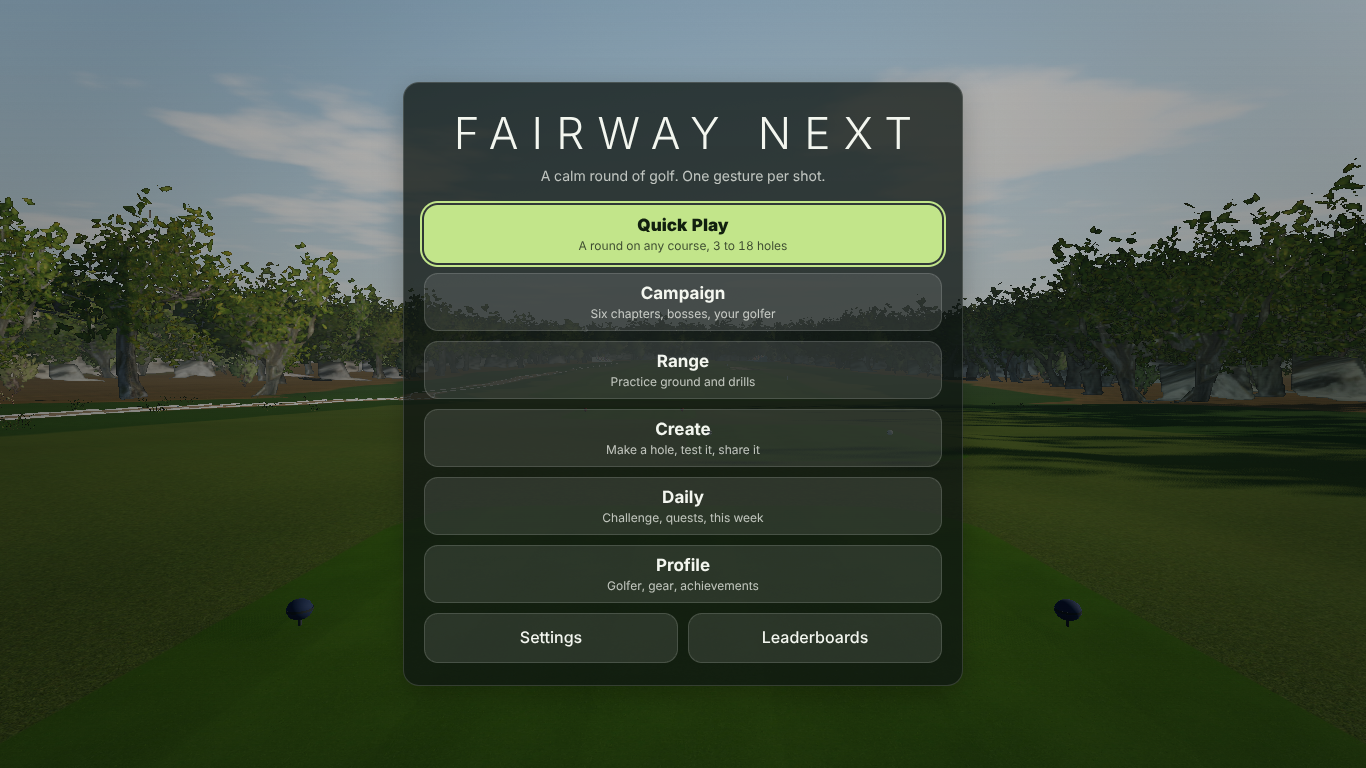 FAIRWAY NEXT
A calm round of golf. One gesture per shot.
Quick Play
A round on any course, 3 to 18 holes
Campaign
Six chapters, bosses, your golfer
Range
Practice ground and drills
Create
Make a hole, test it, share it
Daily
Challenge, quests, this week
Profile
Golfer, gear, achievements
Settings
Leaderboards